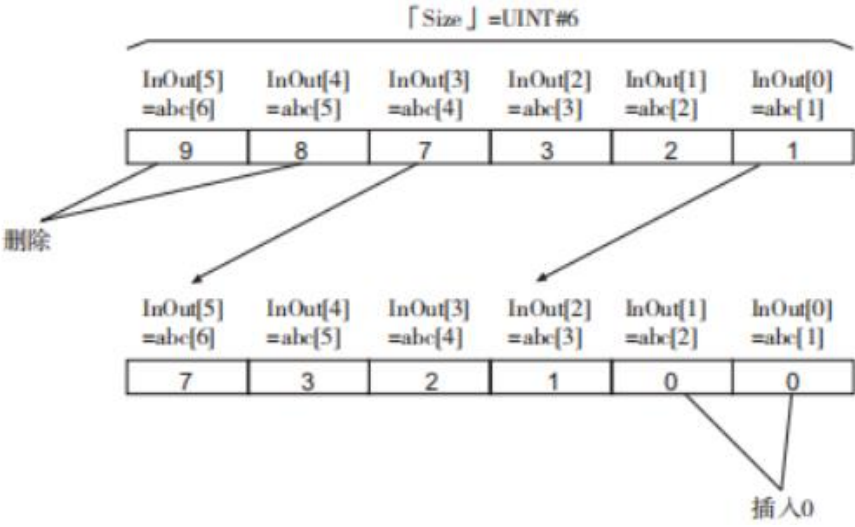 「Size」=UINT#6
InOut[5] InOut[4] InOut[3] InOut[2] InOut[1] InOut[0]
=abc[6] =abc[5] =abc[4] =abc[3] =abc[2] =abc[1]
9 8 7 3 2 1
删除
InOut[5] InOut[4] InOut[3] InOut[2] InOut[1] InOut[0]
=abc[6] =abc[5] =abc[4] =abc[3] =abc[2] =abc[1]
7 3 2 1 0 0
插入0